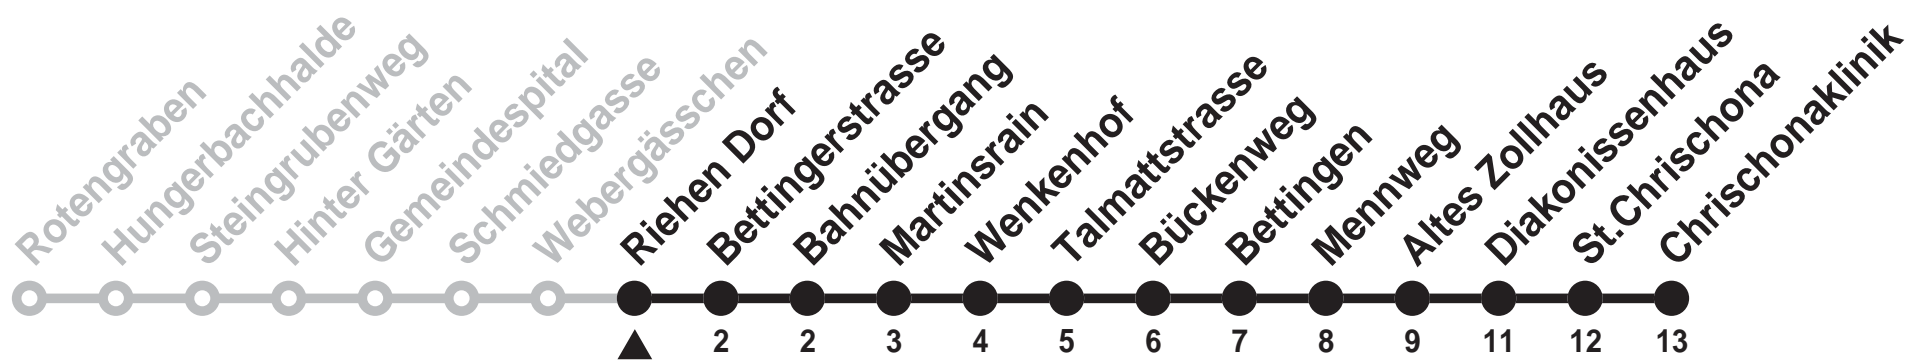 Rotengraben
Hungerbachhalde
Steingrubenweg
Hinter Gärten
Gemeindespital
Schmiedgasse
Webergässchen
Riehen Dorf
Bettingerstrasse
Bahnübergang
Martinsrain
Wenkenhof
Talmattstrasse
Bückenweg
Bettingen
Mennweg
Altes Zollhaus
Diakonissenhaus
St.Chrischona
Chrischonaklinik
2 2 3 4 5 6 7 8 9 11 12 13